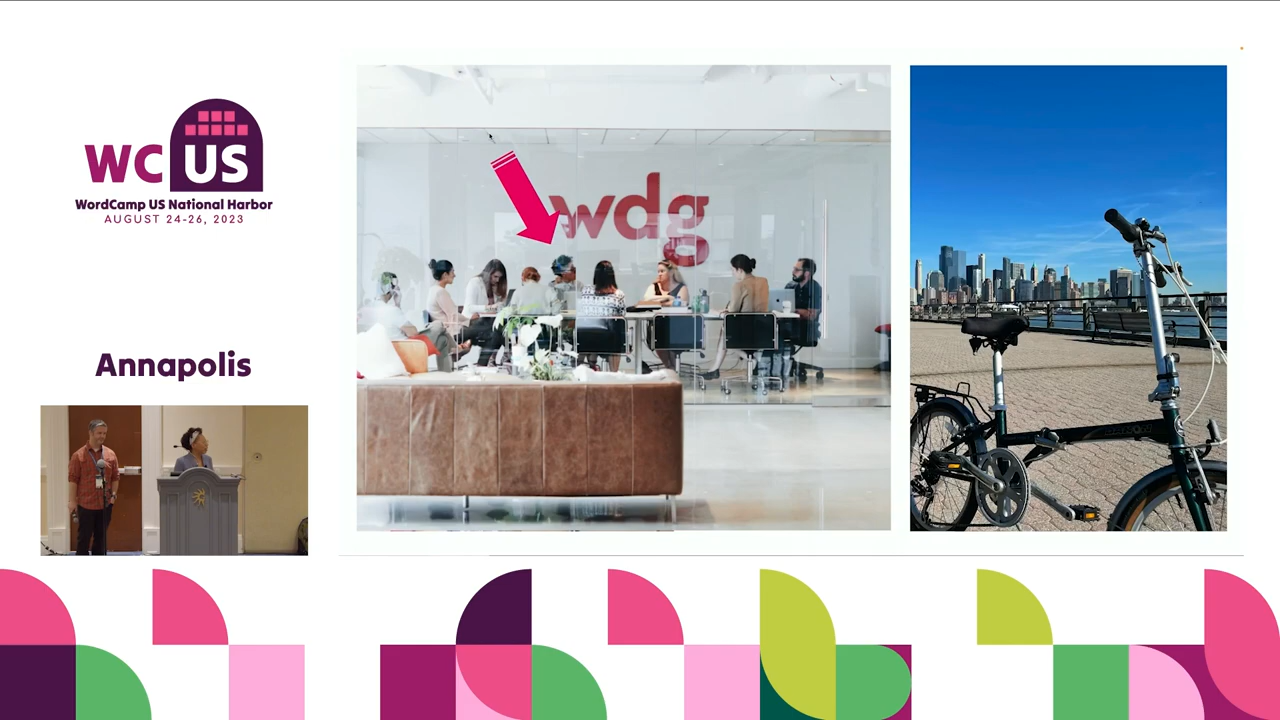 WC US
WordCamp US National Harbor
AUGUST 24-26, 2023
Annapolis
wdg